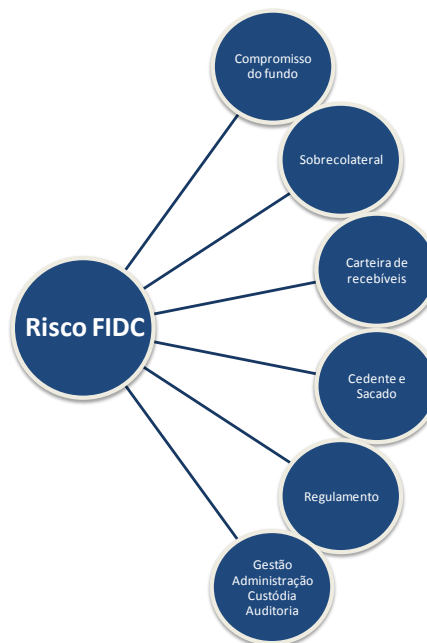 Compromisso
do fundo
Sobrecolateral
Carteira de
recebíveis
Risco FIDC
Cedente e
Sacado
Regulamento
Gestão
Administração
Custódia
Auditoria